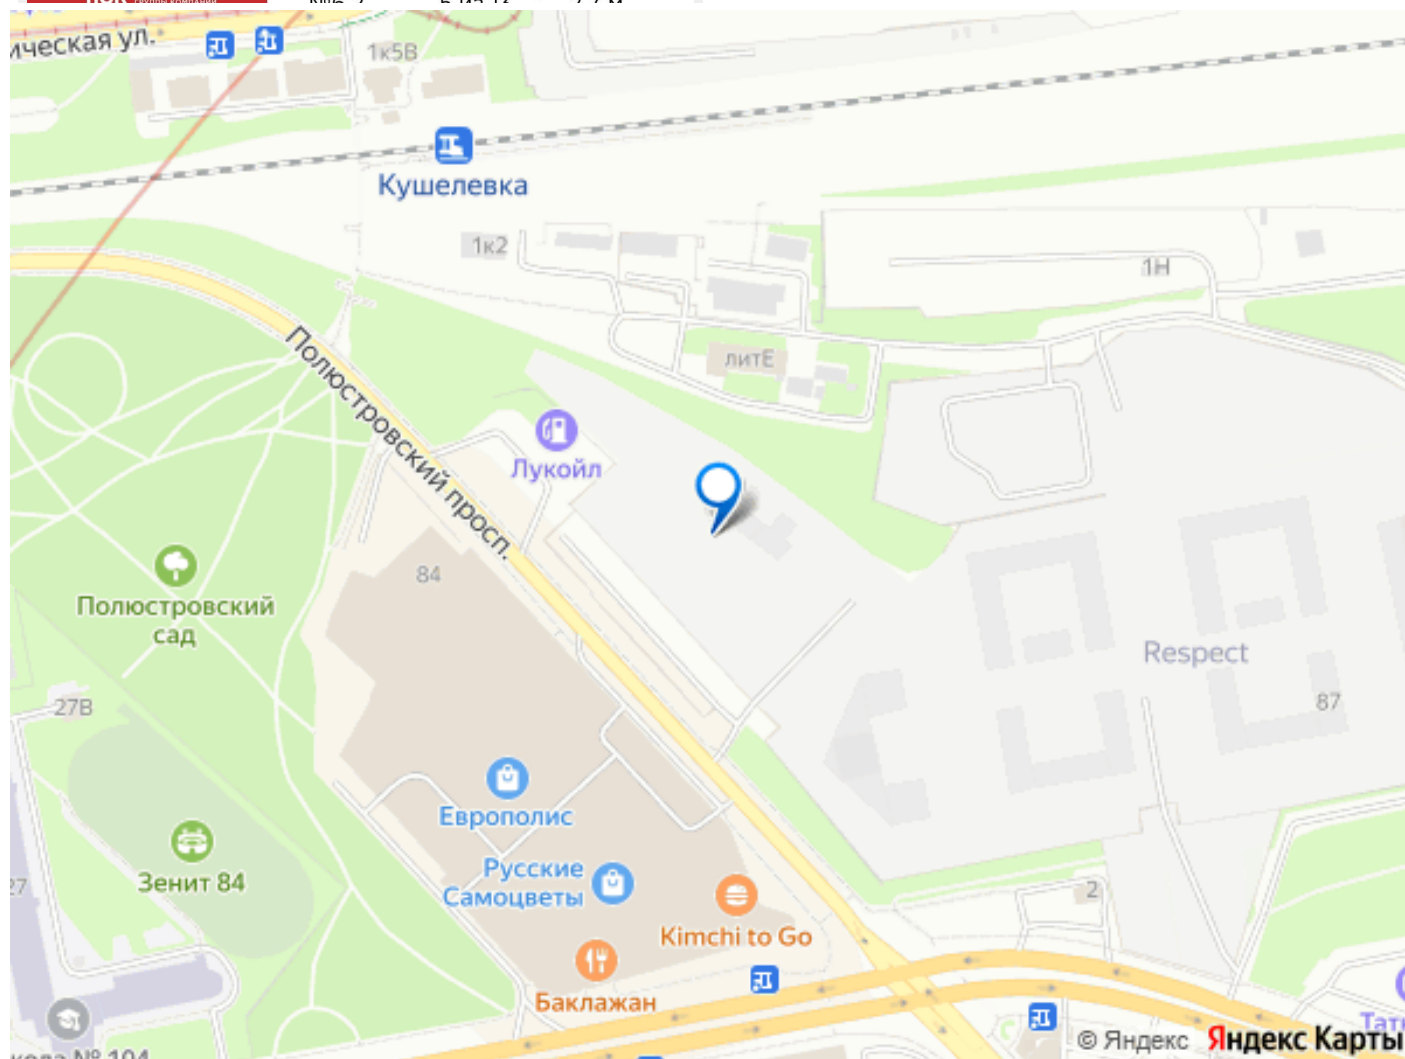 ическая ул.
1к5В
Кушелевка
1к2
1Н
литЕ
Полюстровский просп.
Лукойл
84
Полюстровский
сад
Respect
87
27В
Европолис
Зенит 84
27
Русские
Самоцветы
2
Kimchi to Go
Баклажан
© Яндекс Яндекс Карты